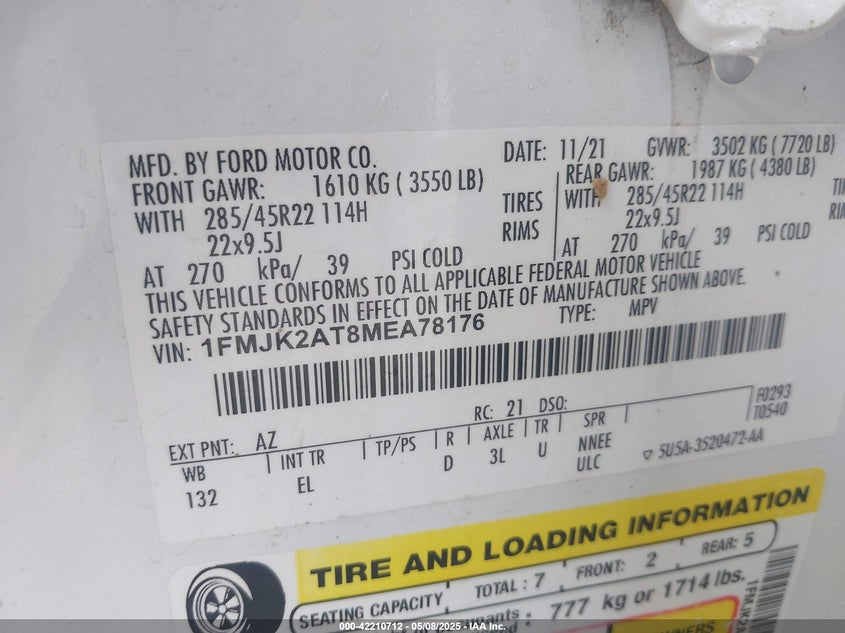 MFD. BY FORD MOTOR CO. DATE: 11/21 GVWR: 3502 KG ( 7720 LB)
FRONT GAWR: 1610 KG ( 3550 LB) REAR GAWR: 1987 KG ( 4380 LB)
WITH 285/45R22 114H TIRES WITH 285/45R22 114H
22x9.5J RIMS 22x9.5J
AT 270 kPa/ 39 PSI COLD AT 270 kPa/ 39 PSI COLD
THIS VEHICLE CONFORMS TO ALL APPLICABLE FEDERAL MOTOR VEHICLE
SAFETY STANDARDS IN EFFECT ON THE DATE OF MANUFACTURE SHOWN ABOVE.
VIN: 1FMJK2AT8MEA78176 TYPE: MPV
F0293
RC: 21 DSO: T0540
EXT PNT: AZ
WB INT TR TP/PS R AXLE TR SPR
132 EL D 3L U NNEE
ULC ▽ 5U5A-3520472-AA
TIRE AND LOADING INFORMATION
SEATING CAPACITY TOTAL : 7 FRONT: 2 REAR: 5
777 kg or 1714 lbs.
000-42210712 - 05/08/2025 - IAA Inc.